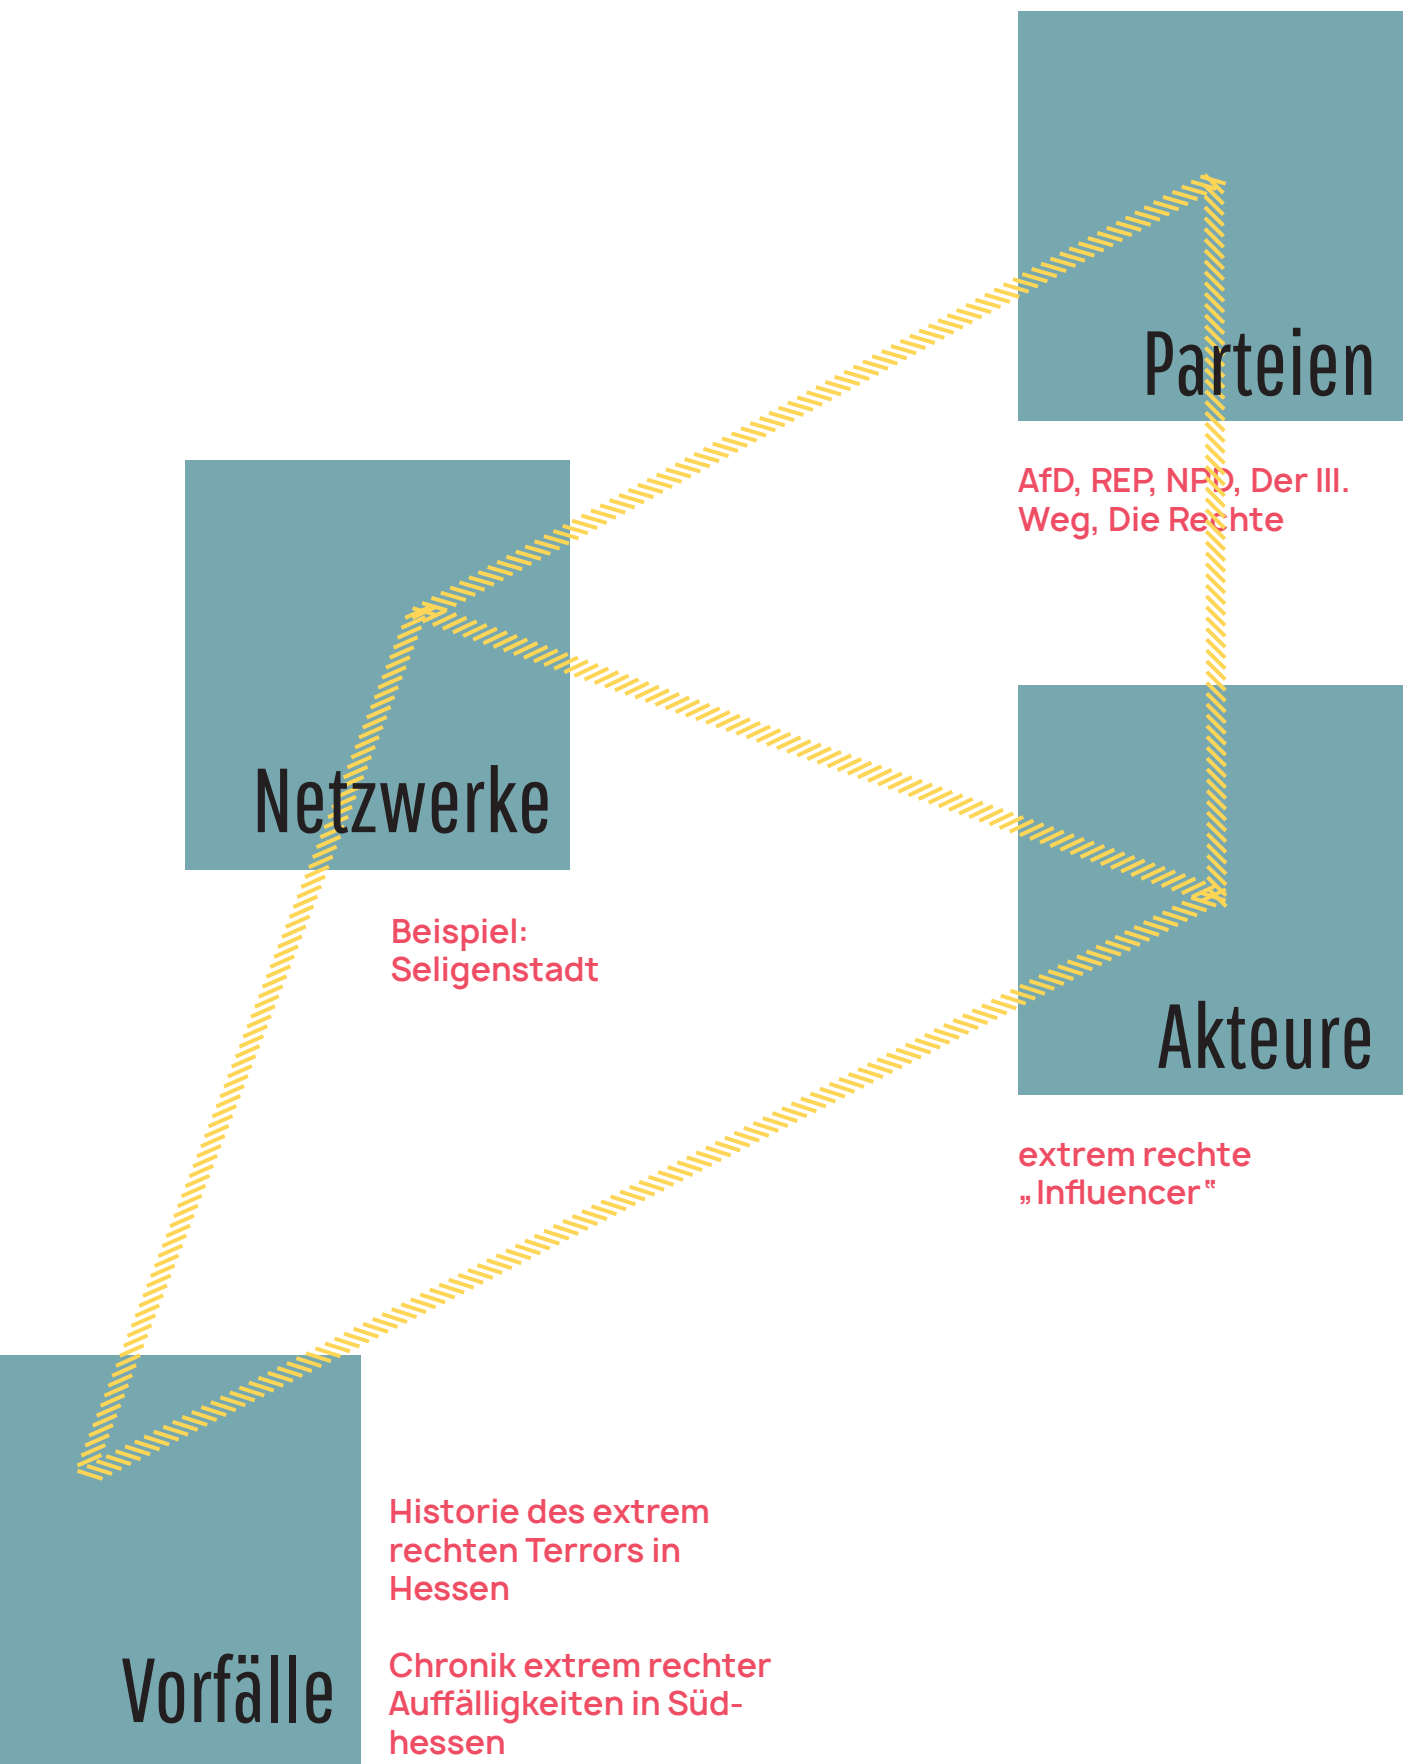 Parteien
AfD, REP, NPD, Der III.
Weg, Die Rechte
Netzwerke
Beispiel:
Seligenstadt
Akteure
extrem rechte
„Influencer“
Vorfälle
Historie des extrem
rechten Terrors in
Hessen
Chronik extrem rechter
Auffälligkeiten in Süd-
hessen